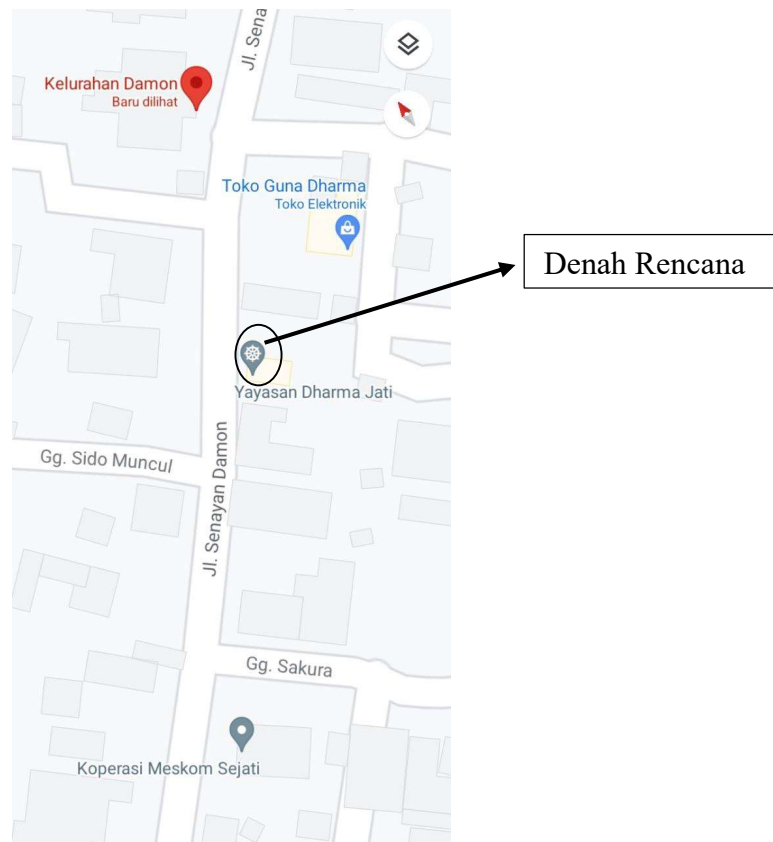 Jl. Sena
Kelurahan Damon
Baru dilihat
Toko Guna Dharma
Toko Elektronik
Denah Rencana
Yayasan Dharma Jati
Gg. Sido Muncul
Jl. Senayan Damon
Gg. Sakura
Koperasi Meskom Sejati